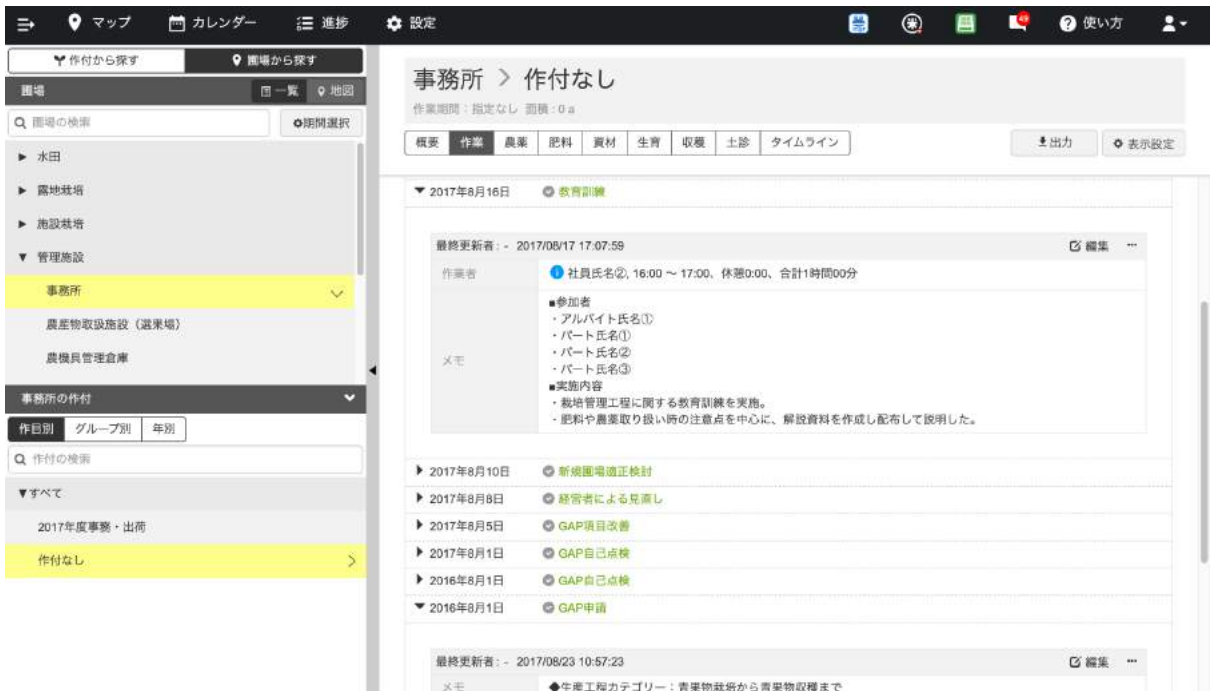 マップ カレンダー 進捗 設定 49 使い方
作付から探す 圃場から探す
圃場 一覧 地図
圃場の検索 期間選択
▶ 水田
▶ 露地栽培
▶ 施設栽培
▼ 管理施設
事務所
農産物取扱施設（選果場）
農機具管理倉庫
事務所の作付
作目別 グループ別 年別
作付の検索
▼すべて
2017年度事務・出荷
作付なし
事務所 > 作付なし
作業期間：指定なし 面積：0 a
概要 作業 農薬 肥料 資材 生育 収穫 土診 タイムライン 出力 表示設定
▼ 2017年8月16日 教育訓練
最終更新者： - 2017/08/17 17:07:59 編集 ...
作業者 社員氏名②, 16:00 ～ 17:00、休憩0:00、合計1時間00分
メモ
■参加者
・アルバイト氏名①
・パート氏名①
・パート氏名②
・パート氏名③
■実施内容
・栽培管理工程に関する教育訓練を実施。
・肥料や農薬取り扱い時の注意点を中心に、解説資料を作成し配布して説明した。
▶ 2017年8月10日 新規圃場適正検討
▶ 2017年8月8日 経営者による見直し
▶ 2017年8月5日 GAP項目改善
▶ 2017年8月1日 GAP自己点検
▶ 2016年8月1日 GAP自己点検
▼ 2016年8月1日 GAP申請
最終更新者： - 2017/08/23 10:57:23 編集 ...
メモ ◆生産工程カテゴリー：青果物栽培から青果物収穫まで